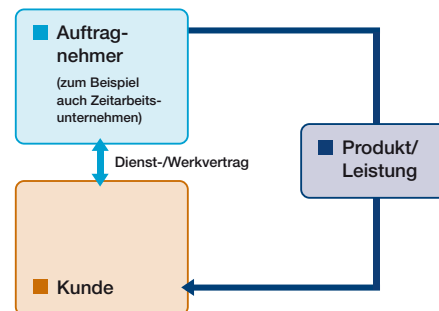 Auftrag-
nehmer
(zum Beispiel
auch Zeitarbeits-
unternehmen)
Dienst-/Werkvertrag
Produkt/
Leistung
Kunde